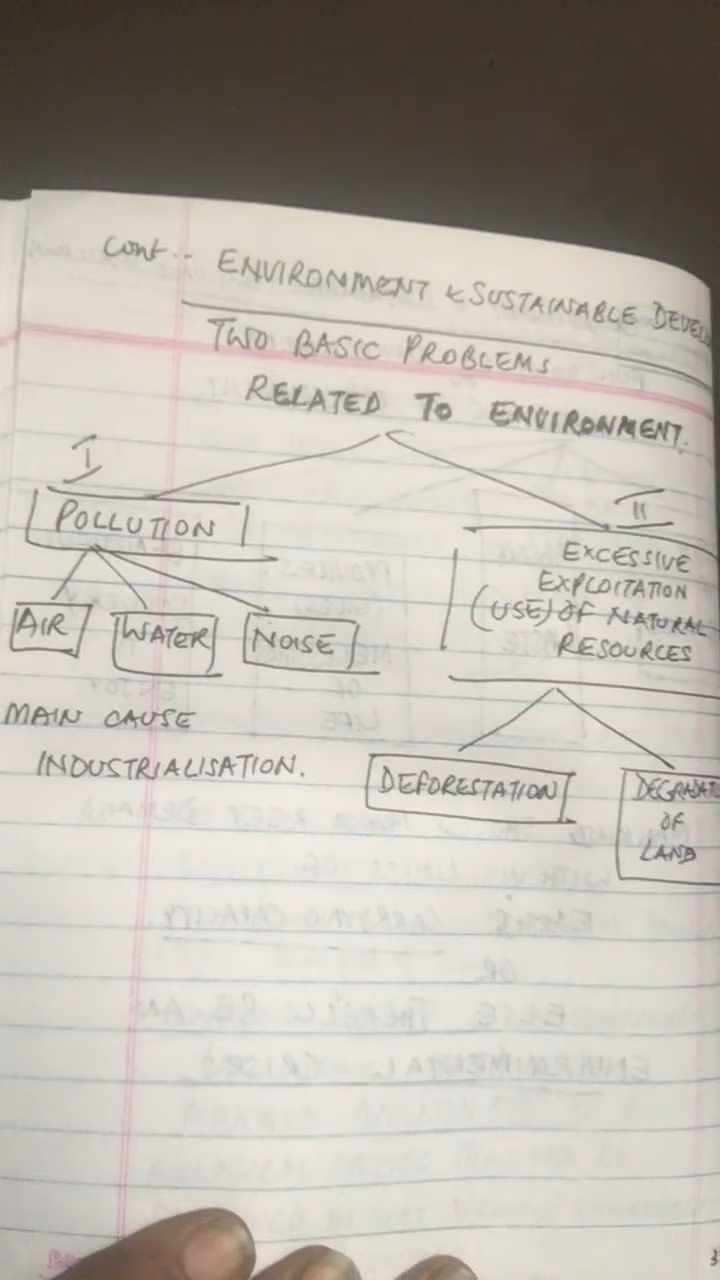 cont.. ENVIRONMENT & SUSTAINABLE DEVEL
TWO BASIC PROBLEMS
RELATED TO ENVIRONMENT.
I
POLLUTION
AIR
WATER
NOISE
MAIN CAUSE
INDUSTRIALISATION.
II
EXCESSIVE
EXPLOITATION
(USE) OF NATURAL
RESOURCES
DEFORESTATION
DEGRADAT
OF
LAND